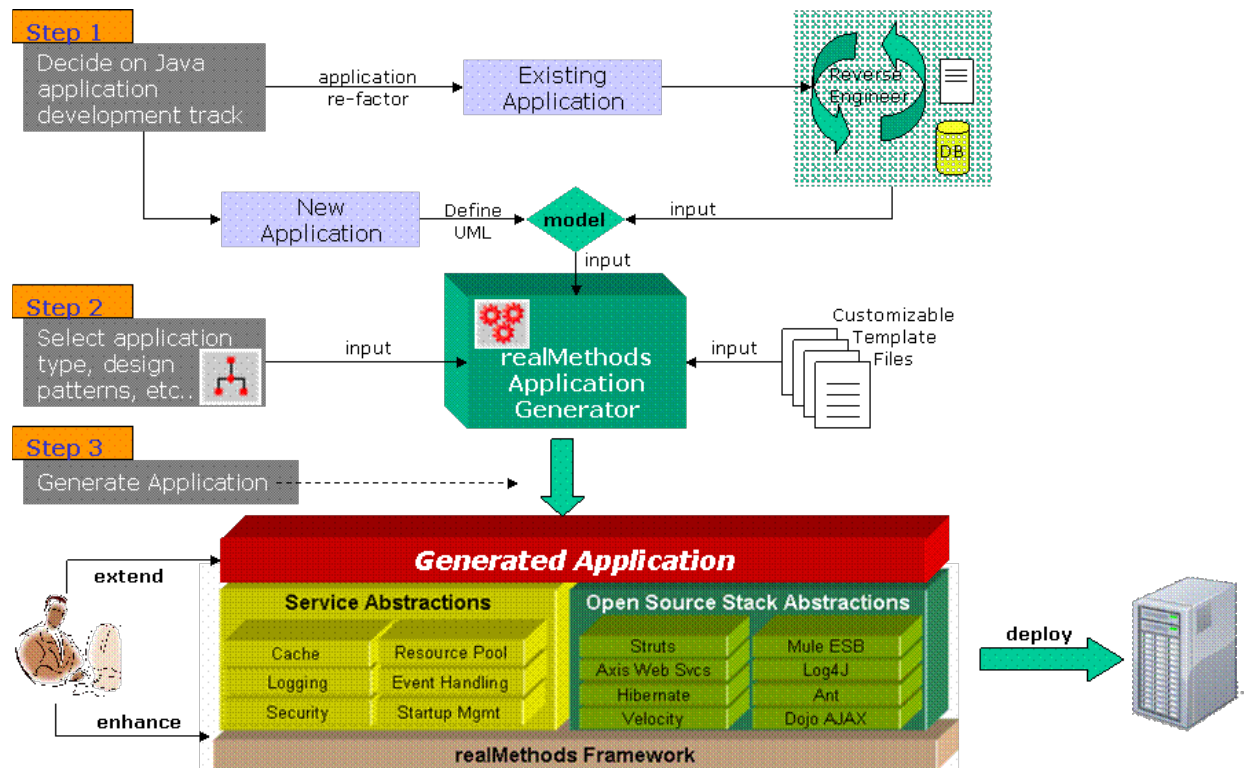 Step 1
Decide on Java
application
development track
application
re-factor
Existing
Application
Reverse
Engineer
DB
New
Application
Define
UML
model
input
input
Step 2
Select application
type, design
patterns, etc..
input
realMethods
Application
Generator
input
Customizable
Template
Files
Step 3
Generate Application
Generated Application
extend
Service Abstractions
Open Source Stack Abstractions
Cache
Resource Pool
Struts
Mule ESB
Logging
Event Handling
Axis Web Svcs
Log4J
Security
Startup Mgmt
Hibernate
Ant
Velocity
Dojo AJAX
deploy
enhance
realMethods Framework